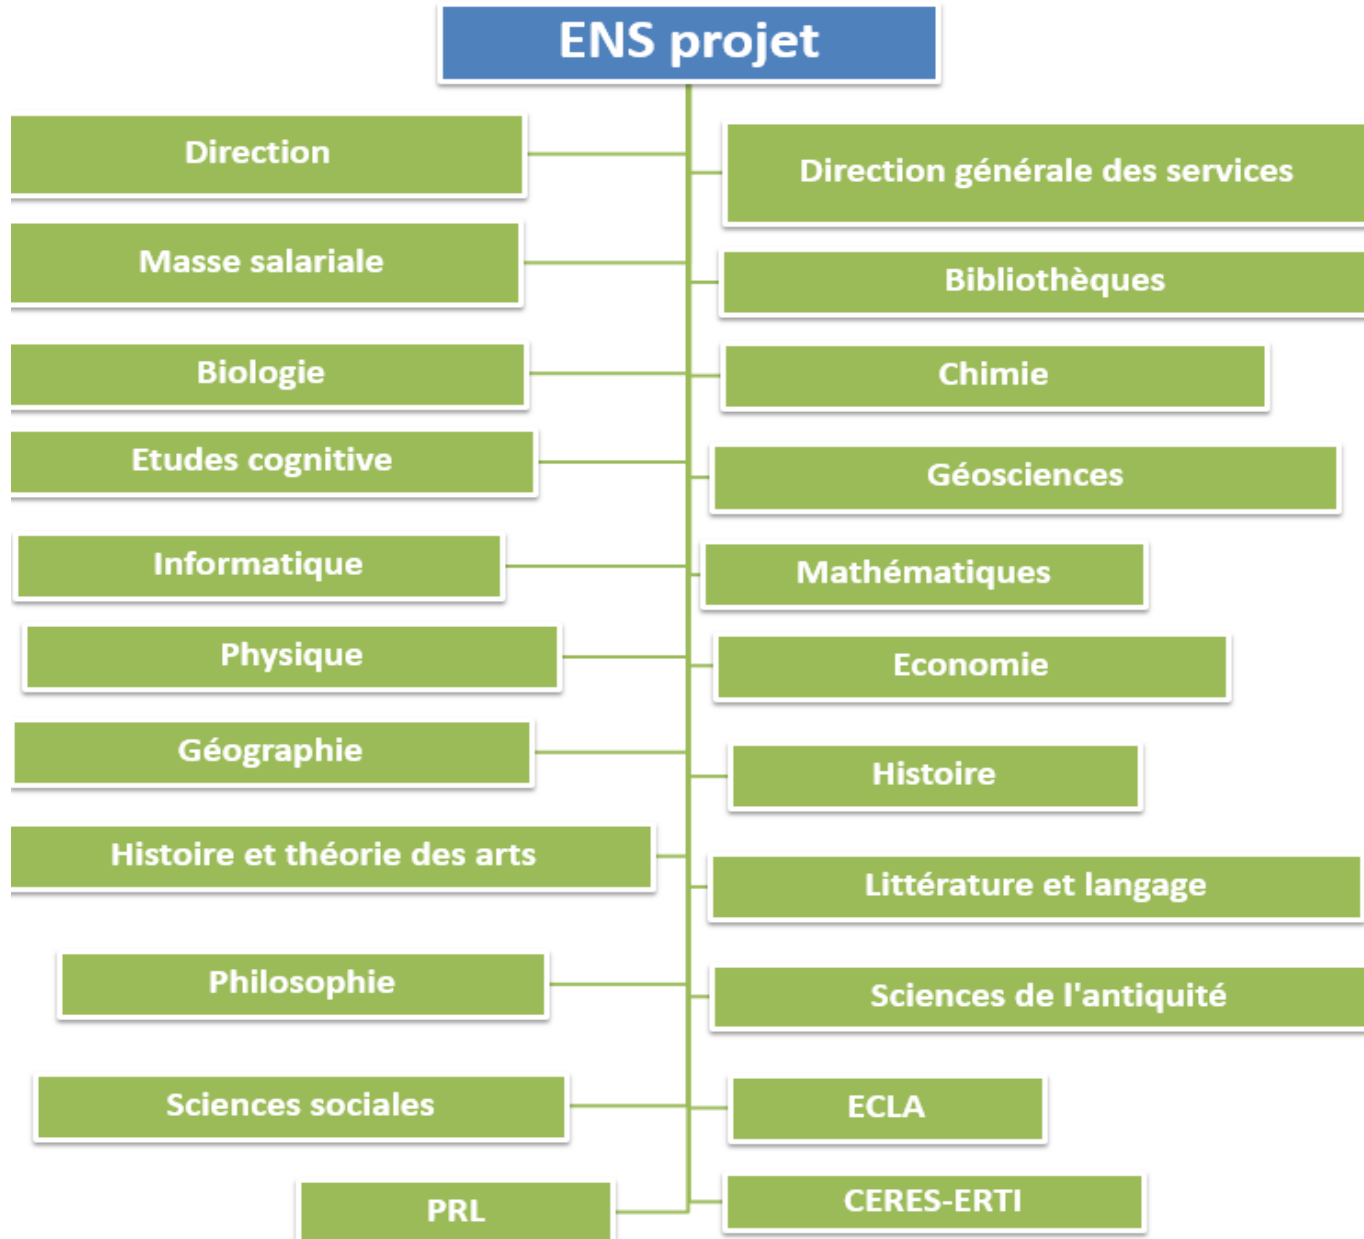 ENS projet
Direction
Direction générale des services
Masse salariale
Bibliothèques
Biologie
Chimie
Etudes cognitive
Géosciences
Informatique
Mathématiques
Physique
Economie
Géographie
Histoire
Histoire et théorie des arts
Littérature et langage
Philosophie
Sciences de l'antiquité
Sciences sociales
ECLA
PRL
CERES-ERTI